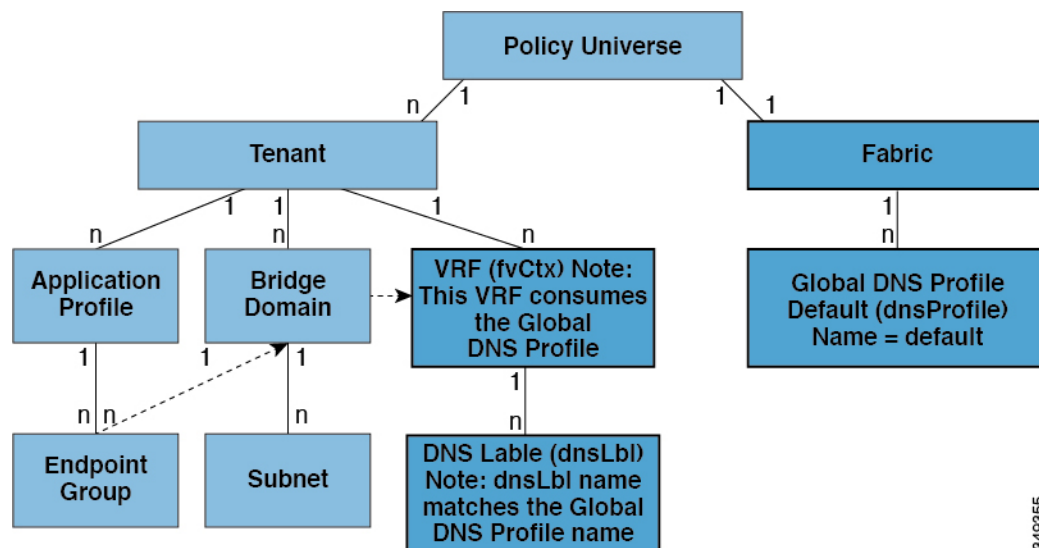 Policy Universe
n
1
1
1
Tenant
Fabric
1
1
1
1
n
n
n
n
Application
Profile
Bridge
Domain
VRF (fvCtx) Note:
This VRF consumes
the Global
DNS Profile
Global DNS Profile
Default (dnsProfile)
Name = default
1
1
1
1
n
n
n
n
Endpoint
Group
Subnet
DNS Lable (dnsLbl)
Note: dnsLbl name
matches the Global
DNS Profile name
349355